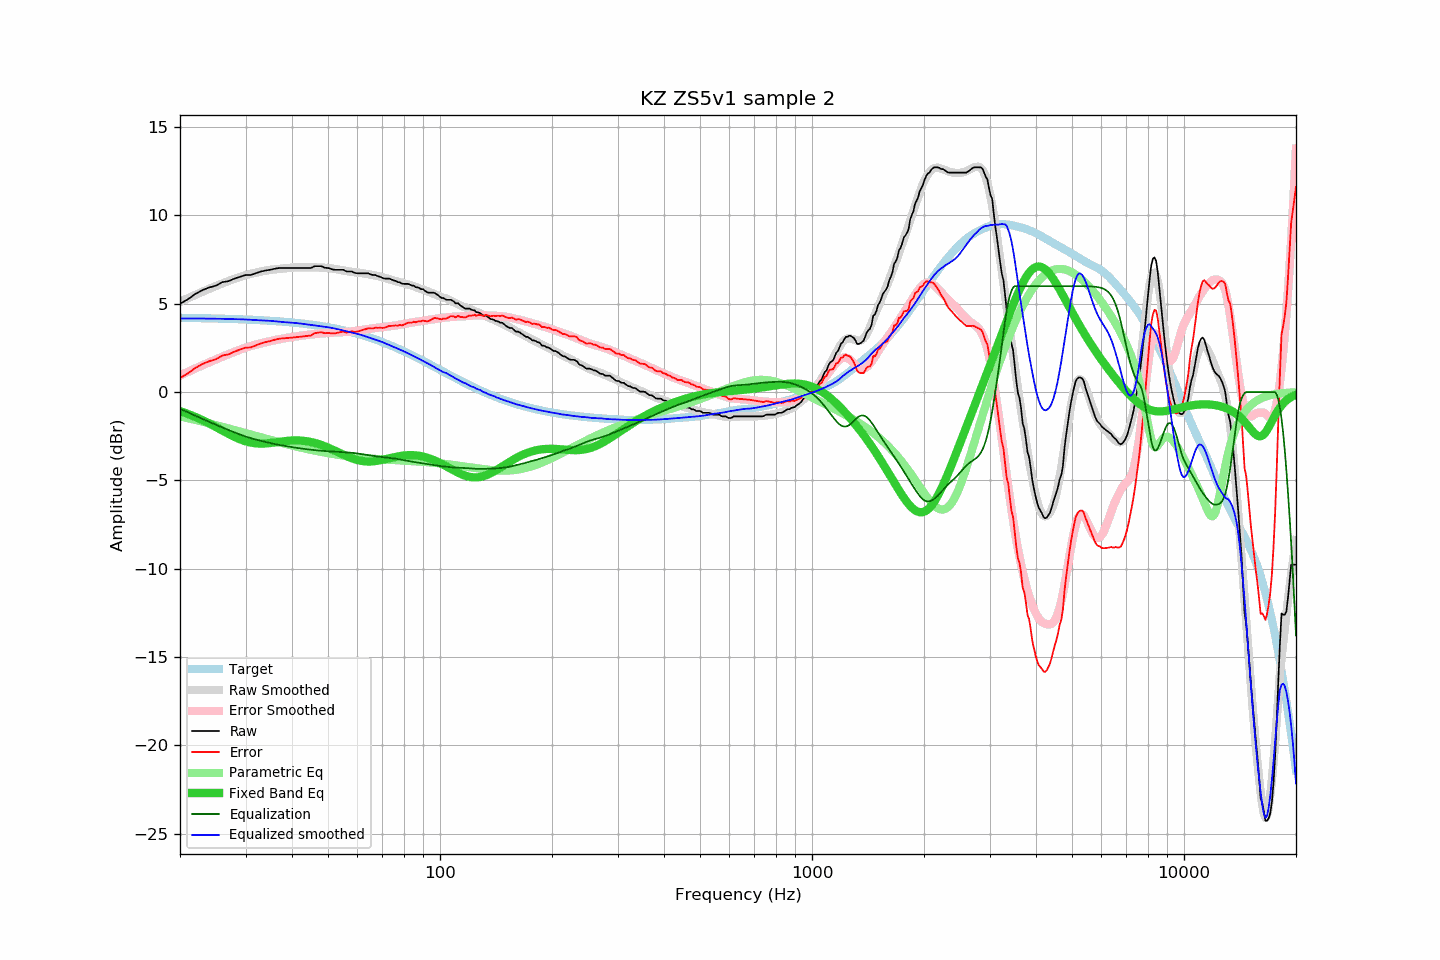 KZ ZS5v1 sample 2
15
10
5
0
−5
−10
−15
−20
−25
Amplitude (dBr)
Target
Raw Smoothed
Error Smoothed
Raw
Error
Parametric Eq
Fixed Band Eq
Equalization
Equalized smoothed
100
1000
10000
Frequency (Hz)